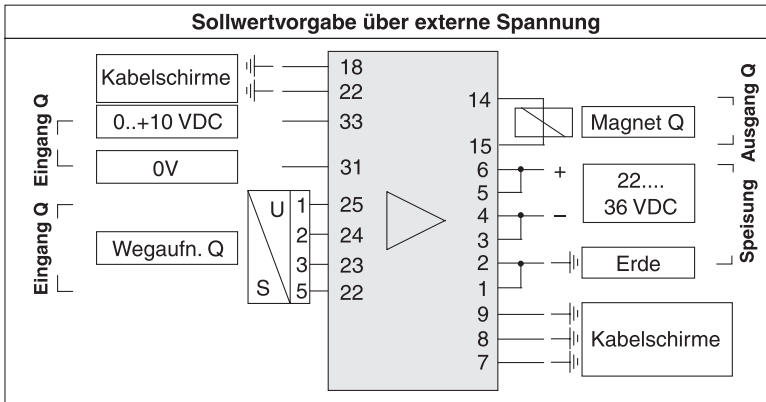 Sollwertvorgabe über externe Spannung
Eingang Q
Kabelschirme
0..+10 VDC
0V
18
22
33
31
Eingang Q
Wegaufn. Q
U
S
1
2
3
5
25
24
23
22
14
15
6
5
4
3
2
1
9
8
7
Magnet Q
Ausgang Q
+
–
22....
36 VDC
Speisung
Erde
Kabelschirme